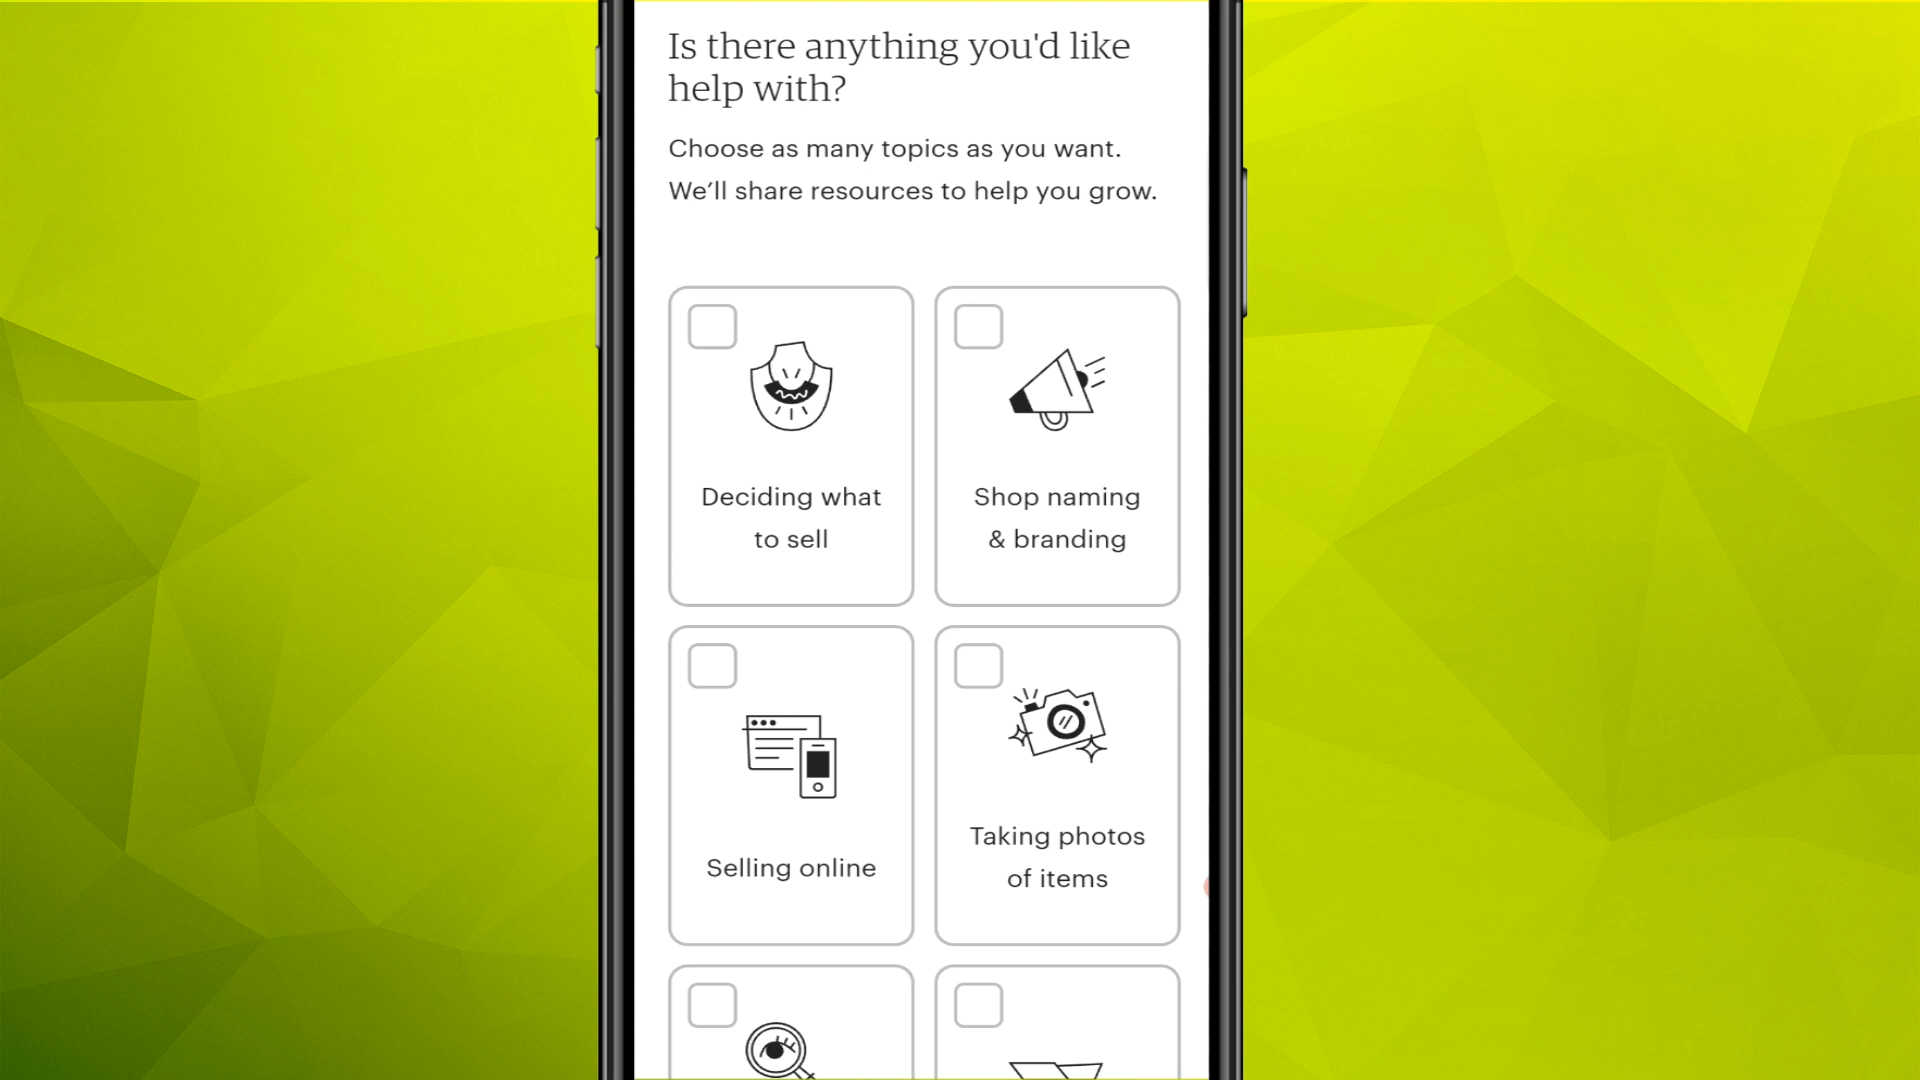 Is there anything you'd like
help with?
Choose as many topics as you want.
We’ll share resources to help you grow.
Deciding what
to sell
Shop naming
& branding
Selling online
Taking photos
of items